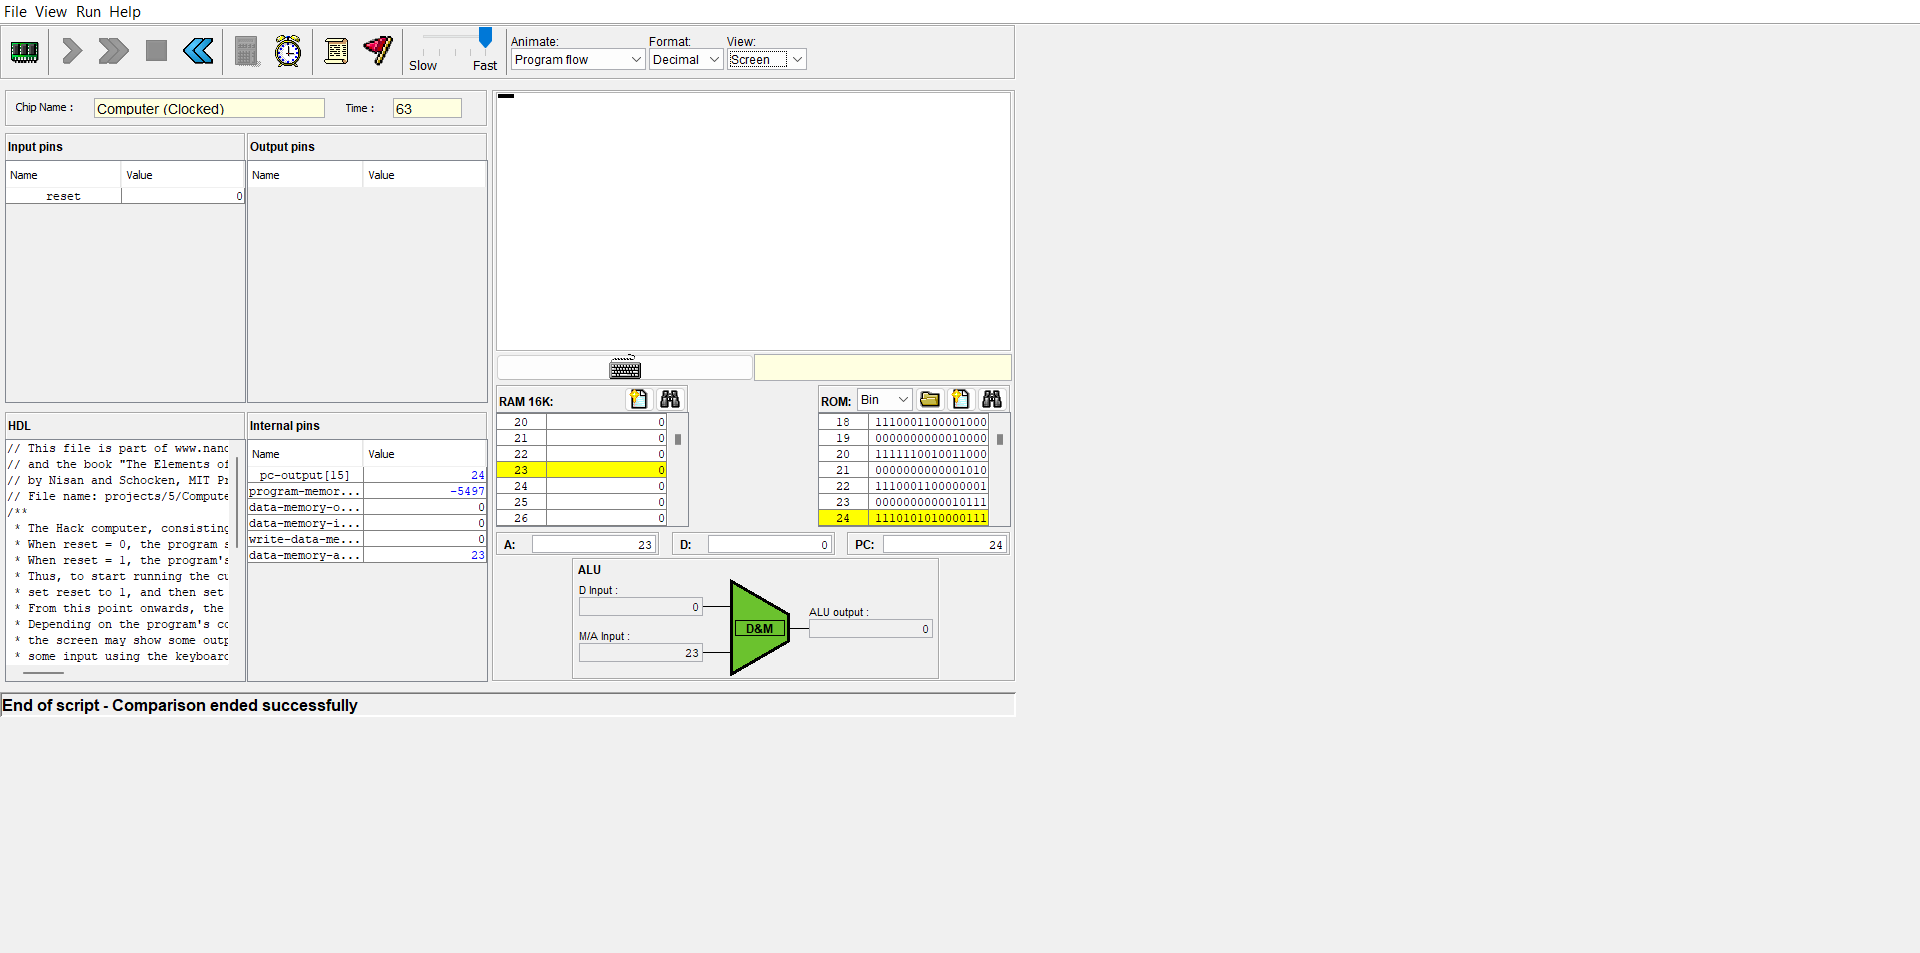 File View Run Help
Slow Fast
Animate:
Program flow
Format:
Decimal
View:
Screen
Chip Name :
Computer (Clocked)
Time :
63
Input pins
Name Value
reset 0
Output pins
Name Value
HDL
// This file is part of www.nand
// and the book "The Elements of
// by Nisan and Schocken, MIT Pr
// File name: projects/5/Compute
/**
* The Hack computer, consisting
* When reset = 0, the program s
* When reset = 1, the program's
* Thus, to start running the cu
* set reset to 1, and then set
* From this point onwards, the
* Depending on the program's co
* the screen may show some outp
* some input using the keyboard
Internal pins
Name Value
pc-output[15] 24
program-memor... -5497
data-memory-o... 0
data-memory-i... 0
write-data-me... 0
data-memory-a... 23
RAM 16K:
20 0
21 0
22 0
23 0
24 0
25 0
26 0
ROM: Bin
18 1110001100001000
19 0000000000010000
20 1111110010011000
21 0000000000001010
22 1110001100000001
23 0000000000010111
24 1110101010000111
A: 23
D: 0
PC: 24
ALU
D Input :
0
M/A Input :
23
D&M
ALU output :
0
End of script - Comparison ended successfully